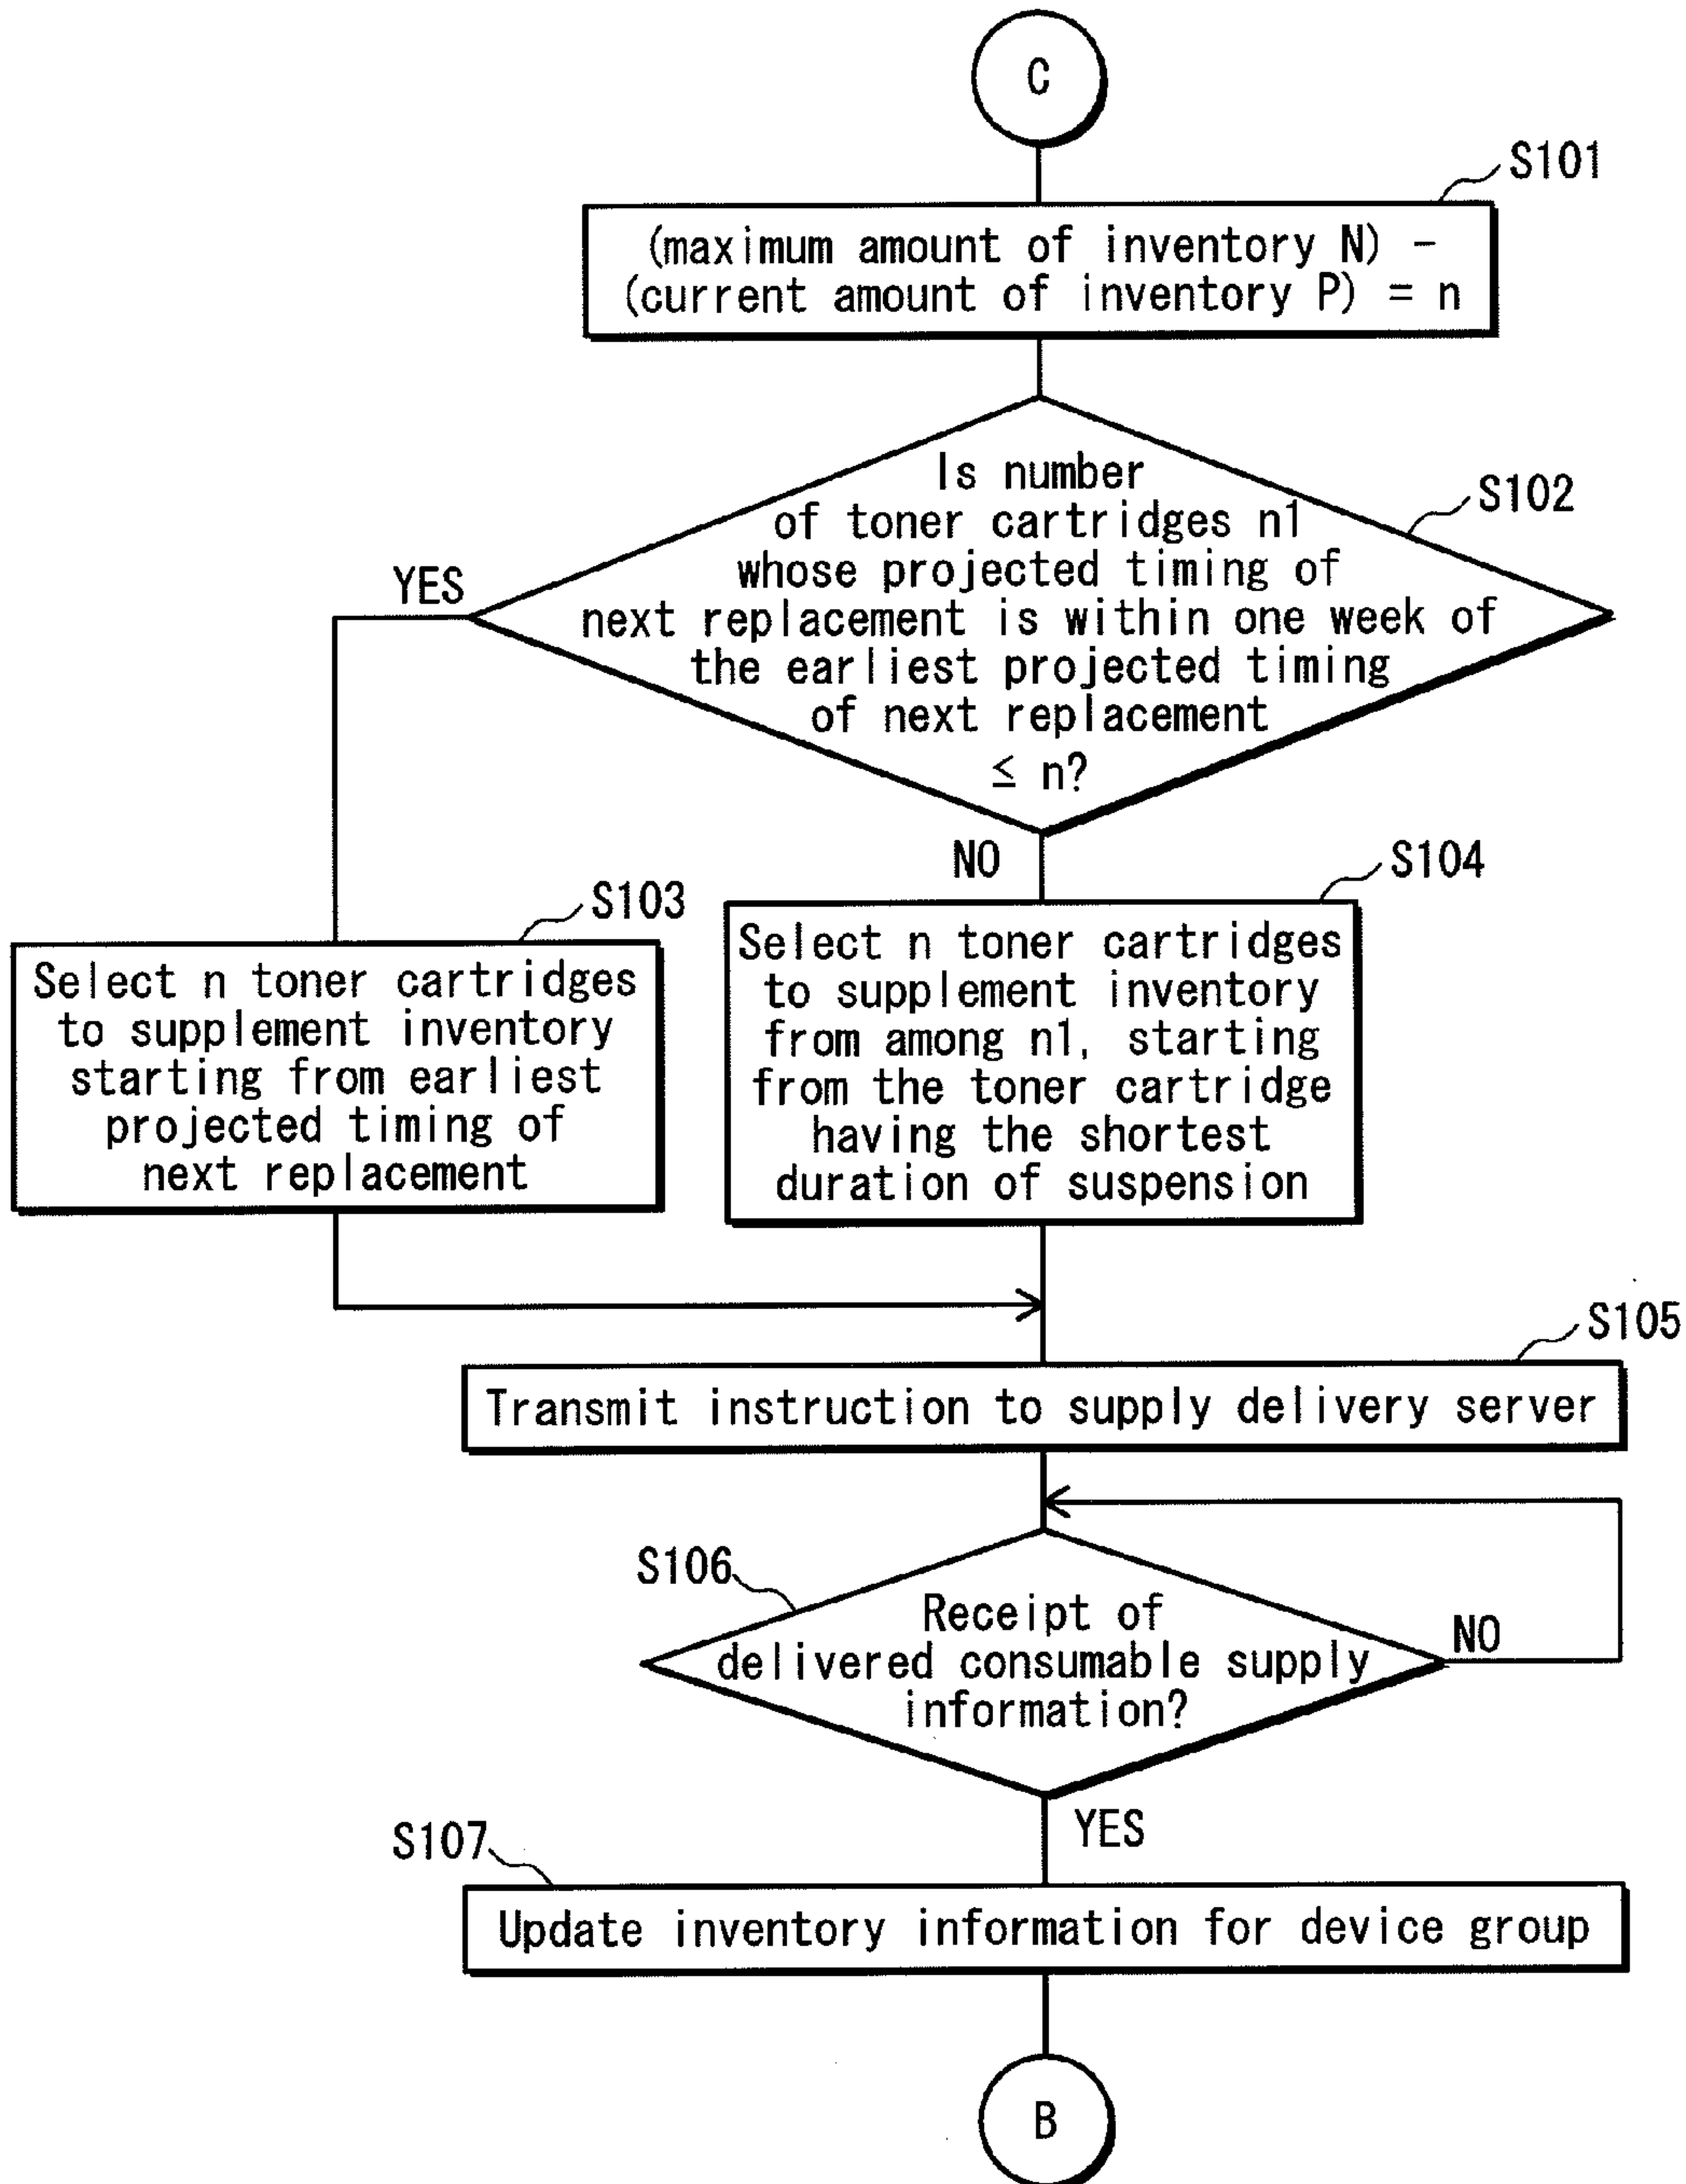 C
S101
(maximum amount of inventory N) -
(current amount of inventory P) = n
S102
Is number
of toner cartridges n1
whose projected timing of
next replacement is within one week of
the earliest projected timing
of next replacement
≤ n?
YES
NO
S103
Select n toner cartridges
to supplement inventory
starting from earliest
projected timing of
next replacement
S104
Select n toner cartridges
to supplement inventory
from among n1, starting
from the toner cartridge
having the shortest
duration of suspension
S105
Transmit instruction to supply delivery server
S106
Receipt of
delivered consumable supply
information?
NO
YES
S107
Update inventory information for device group
B